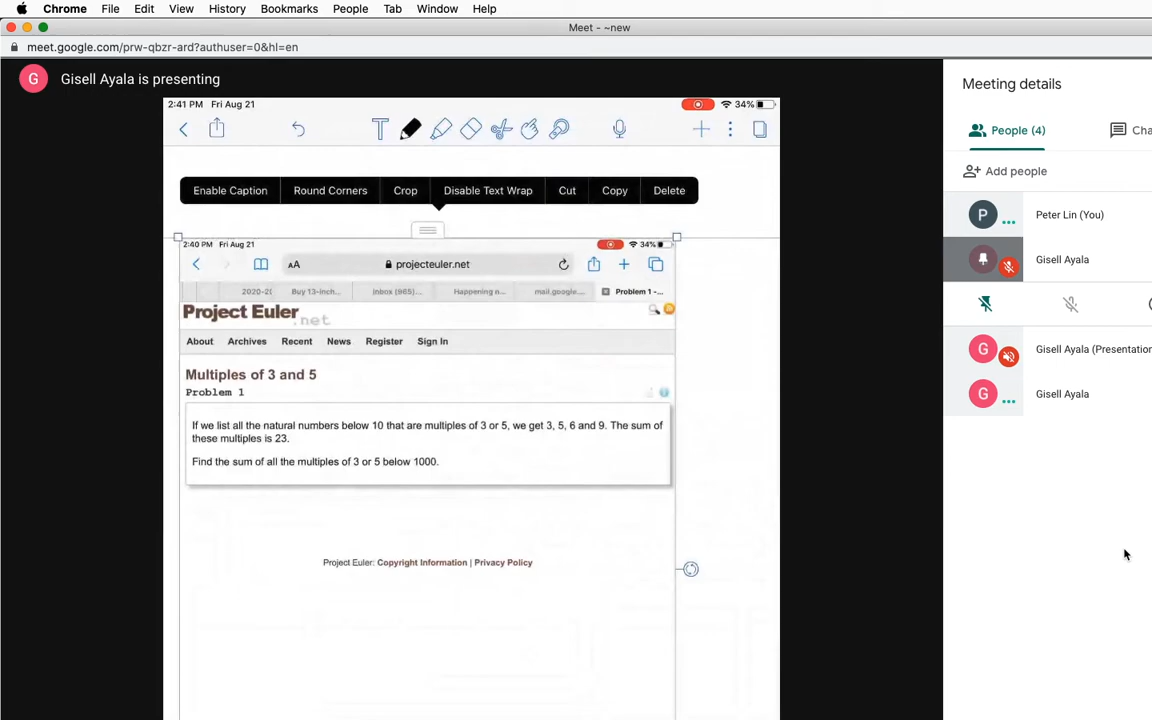 Chrome File Edit View History Bookmarks People Tab Window Help
Meet - ~new
meet.google.com/prw-qbzr-ard?authuser=0&hl=en
G Gisell Ayala is presenting
Meeting details
2:41 PM Fri Aug 21 34%
People (4) Cha
Enable Caption Round Corners Crop Disable Text Wrap Cut Copy Delete
Add people
P Peter Lin (You)
2:40 PM Fri Aug 21 34%
Gisell Ayala
AA projecteuler.net
2020-2( Buy 13-inch... Inbox (965)... Happening n... mail.google.... Problem 1 -...
Project Euler
.net
About Archives Recent News Register Sign In
G Gisell Ayala (Presentation
Multiples of 3 and 5
Problem 1
G Gisell Ayala
If we list all the natural numbers below 10 that are multiples of 3 or 5, we get 3, 5, 6 and 9. The sum of
these multiples is 23.
Find the sum of all the multiples of 3 or 5 below 1000.
Project Euler: Copyright Information | Privacy Policy